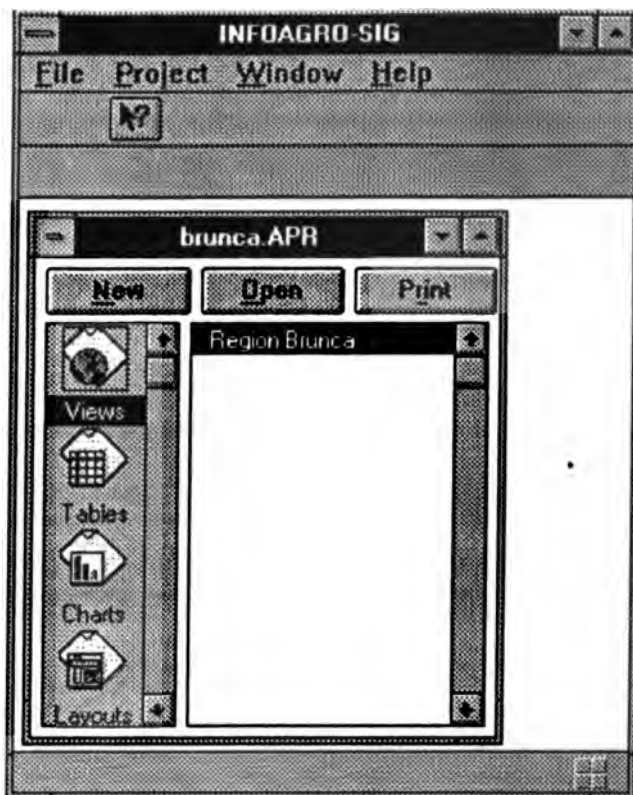 INFOAGRO-SIG
File Project Window Help
brunca.APR
New Open Print
Region Brunca
Views
Tables
Charts
Layouts